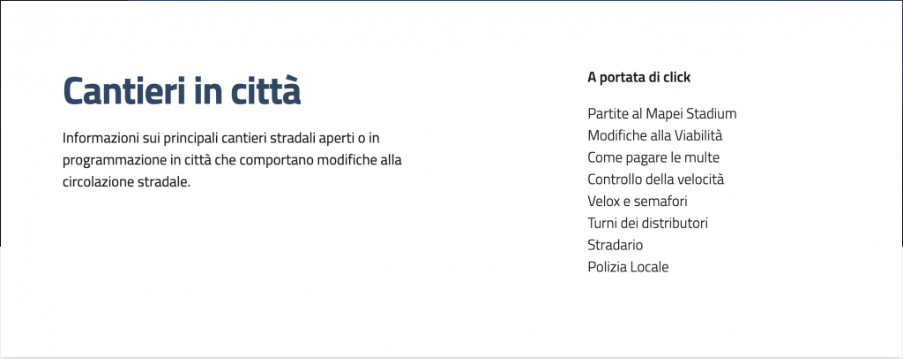 Cantieri in città
Informazioni sui principali cantieri stradali aperti o in
programmazione in città che comportano modifiche alla
circolazione stradale.
A portata di click
Partite al Mapei Stadium
Modifiche alla Viabilità
Come pagare le multe
Controllo della velocità
Velox e semafori
Turni dei distributori
Stradario
Polizia Locale